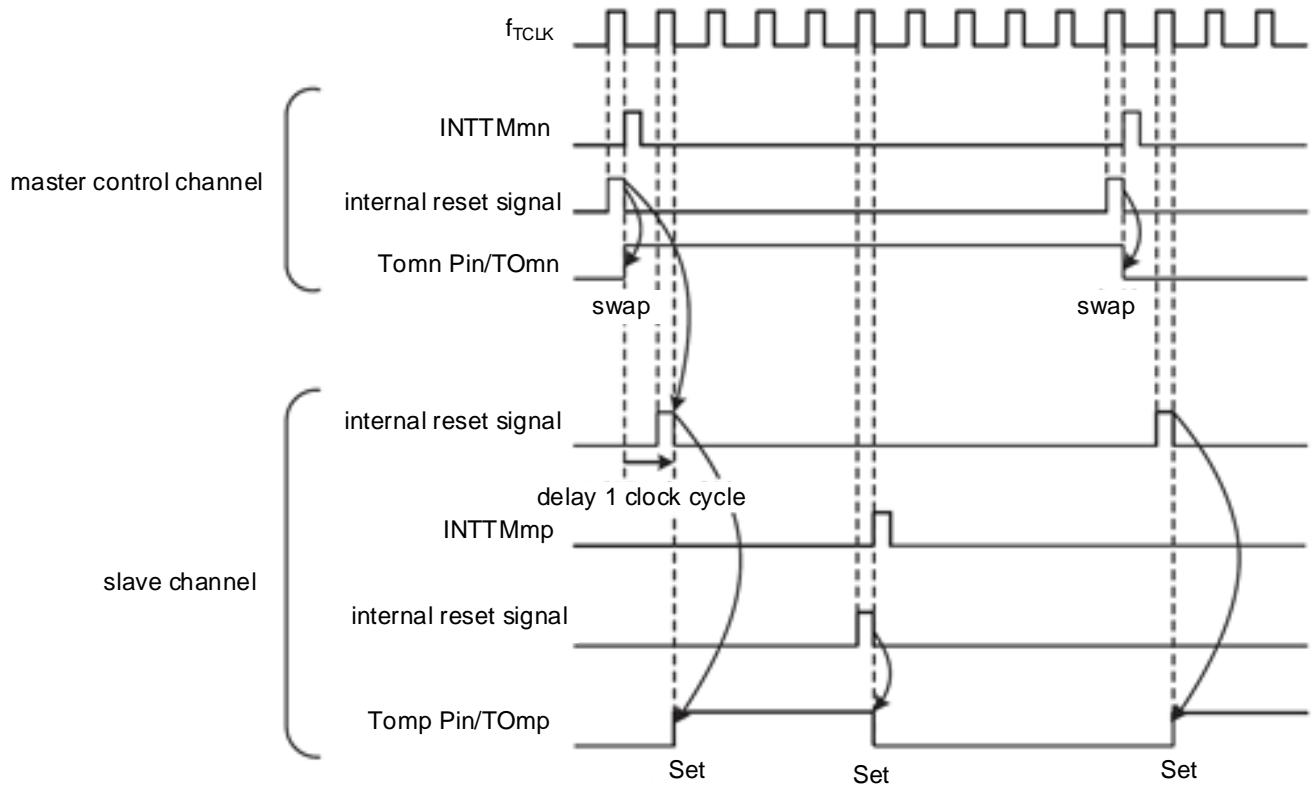 fTCLK
INTTMmn
master control channel
internal reset signal
Tomn Pin/TOmn
swap
swap
internal reset signal
delay 1 clock cycle
INTTMmp
slave channel
internal reset signal
Tomp Pin/TOmp
Set
Set
Set